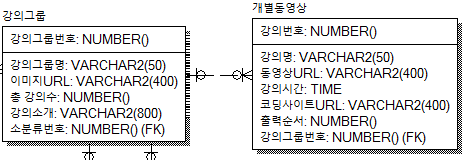 강의그룹
강의그룹번호: NUMBER()
강의그룹명: VARCHAR2(50)
이미지URL: VARCHAR2(400)
총 강의수: NUMBER()
강의소개: VARCHAR2(800)
소분류번호: NUMBER() (FK)
개별동영상
강의번호: NUMBER()
강의명: VARCHAR2(50)
동영상URL: VARCHAR2(400)
강의시간: TIME
코딩사이트URL: VARCHAR2(400)
출력순서: NUMBER()
강의그룹번호: NUMBER() (FK)